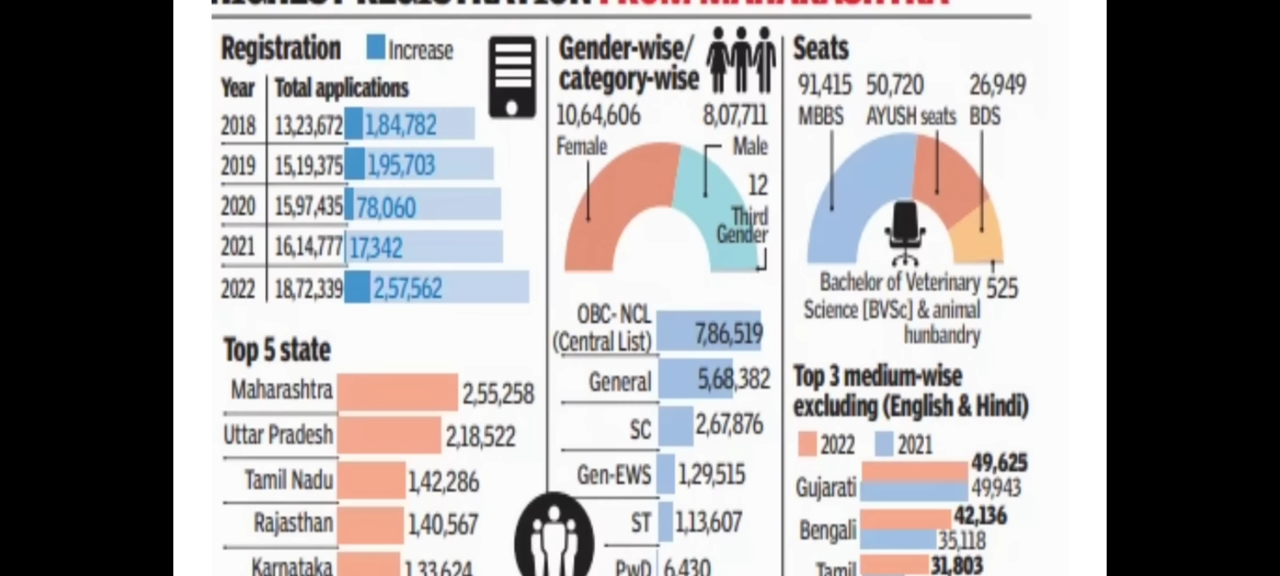 HIGHEST REGISTRATION FROM MAHARASHTRA
Registration
Increase
Year Total applications
2018 13,23,672 1,84,782
2019 15,19,375 1,95,703
2020 15,97,435 78,060
2021 16,14,777 17,342
2022 18,72,339 2,57,562
Top 5 state
Maharashtra 2,55,258
Uttar Pradesh 2,18,522
Tamil Nadu 1,42,286
Rajasthan 1,40,567
Karnataka 1,33,624
Gender-wise/
category-wise
10,64,606 8,07,711
Female Male
12
Third
Gender
OBC- NCL
(Central List) 7,86,519
General 5,68,382
SC 2,67,876
Gen-EWS 1,29,515
ST 1,13,607
PwD 6,430
Seats
91,415 50,720 26,949
MBBS AYUSH seats BDS
Bachelor of Veterinary 525
Science [BVSc] & animal
hunbandry
Top 3 medium-wise
excluding (English & Hindi)
2022 2021
49,625
Gujarati 49,943
42,136
Bengali 35,118
Tamil 31,803